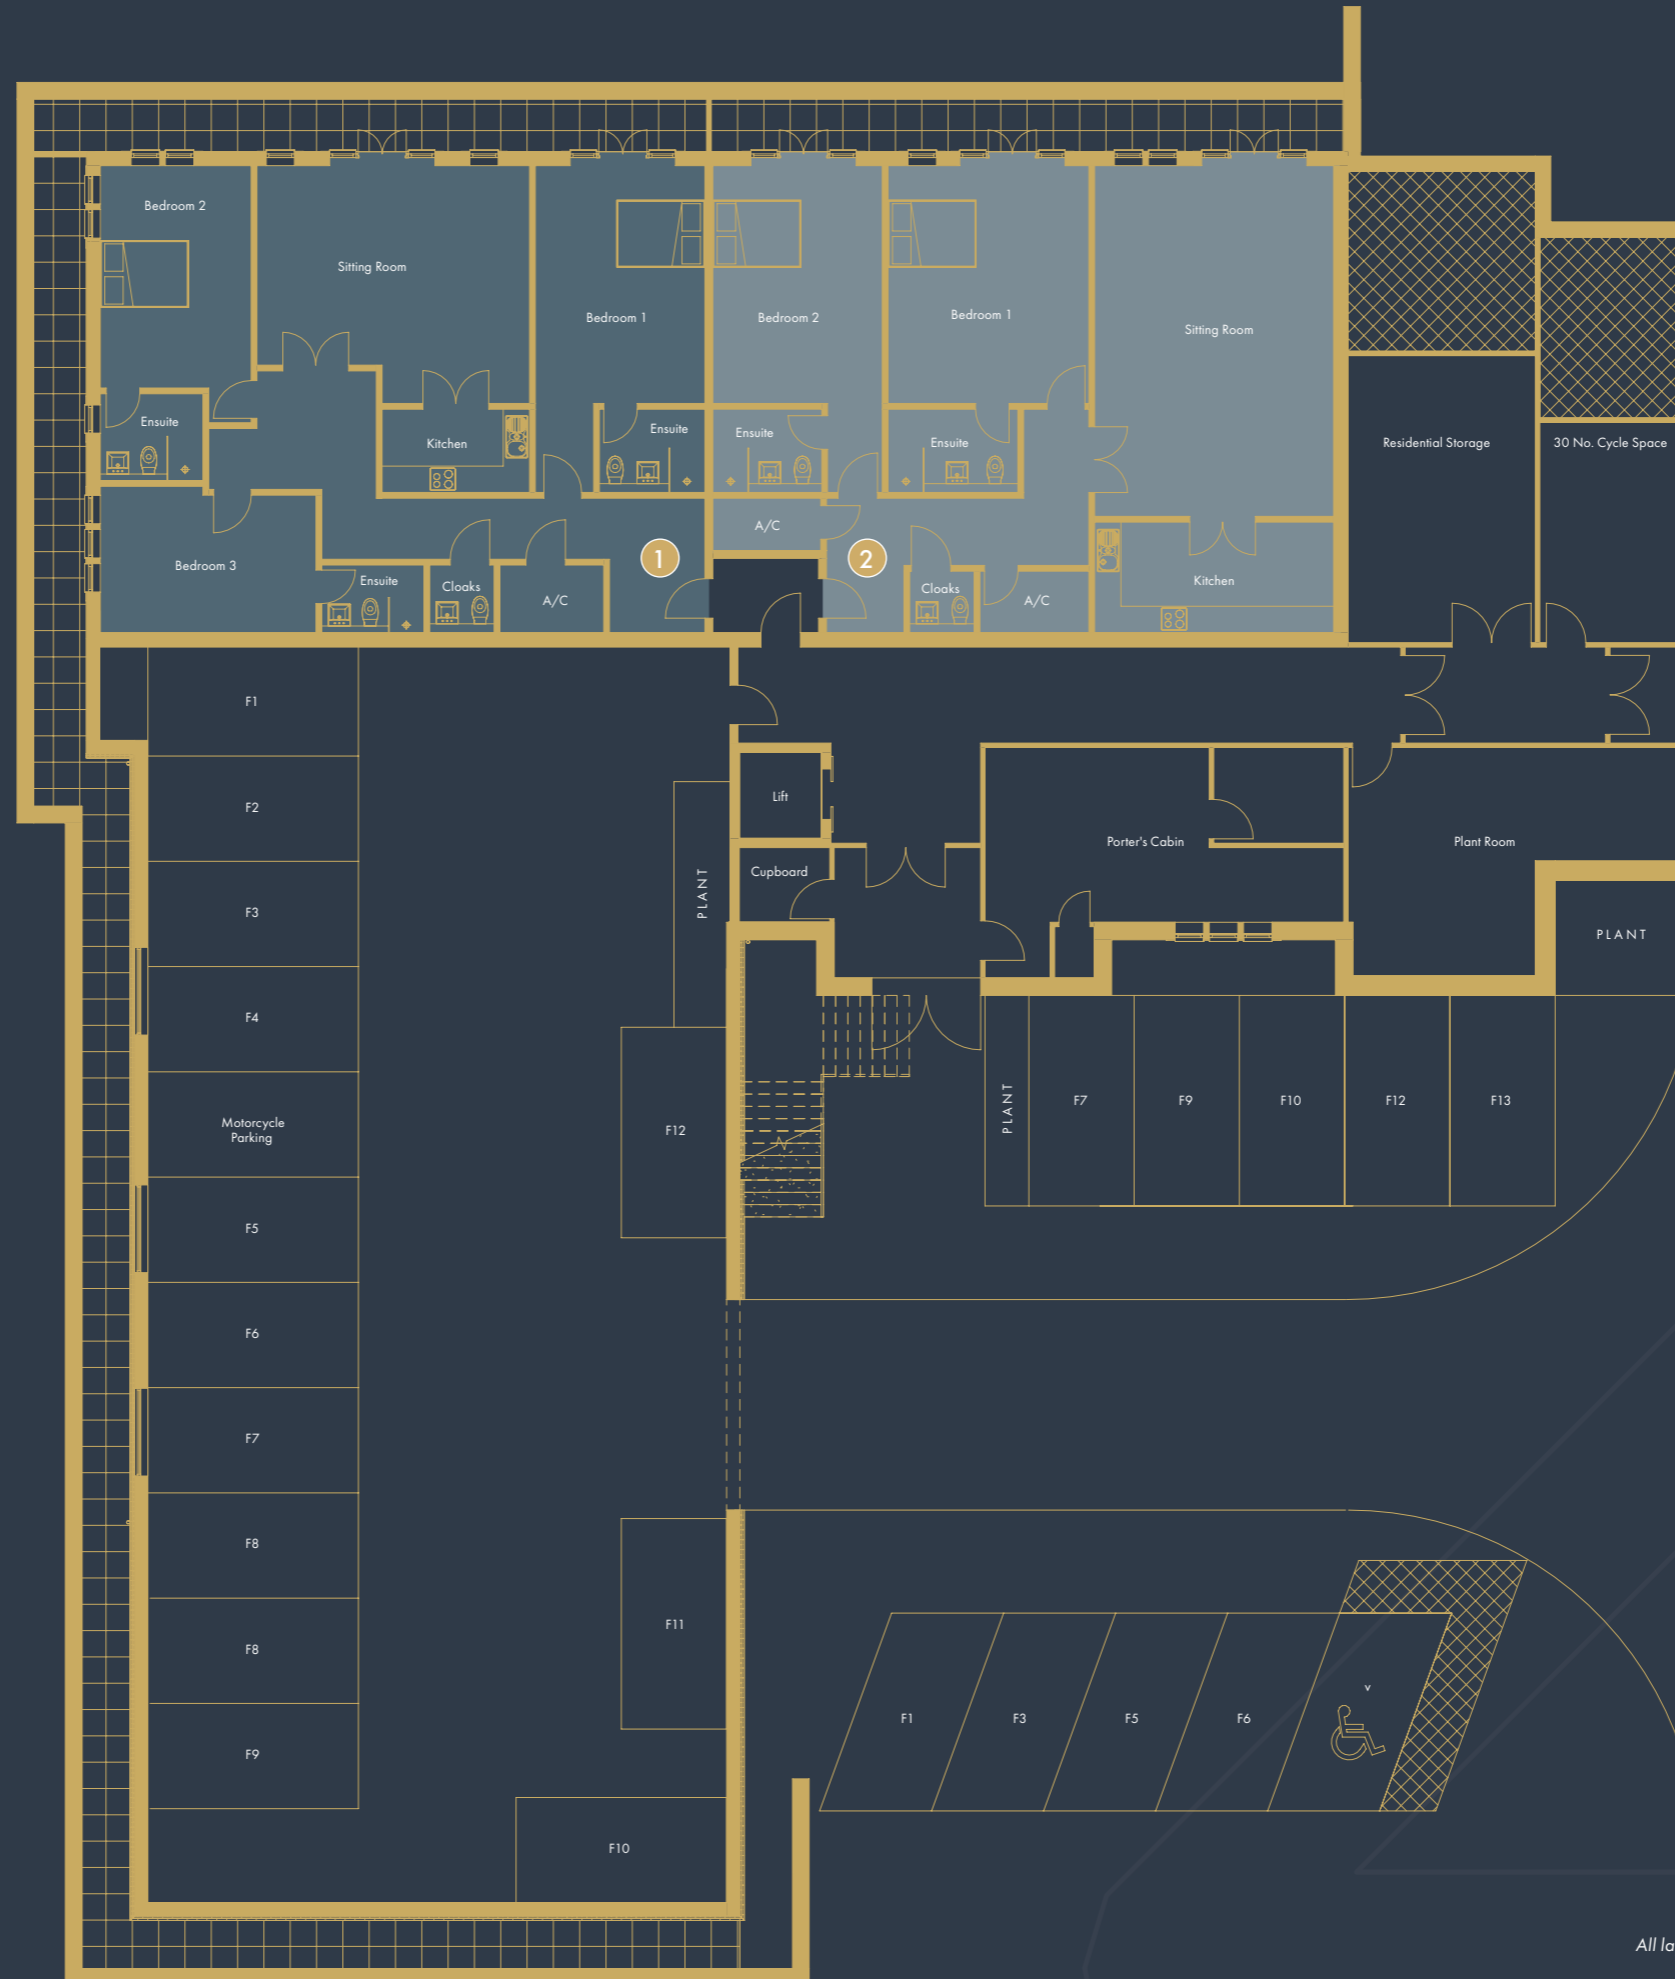 Bedroom 2
Sitting Room
Bedroom 1
Bedroom 2
Bedroom 1
Sitting Room
Ensuite
Kitchen
Ensuite
Ensuite
Ensuite
Residential Storage
30 No. Cycle Space
A/C
1
2
Bedroom 3
Ensuite
Cloaks
A/C
Cloaks
A/C
Kitchen
F1
F2
F3
F4
Motorcycle
Parking
F5
F6
F7
F8
F8
F9
PLANT
F12
F11
F10
Lift
Cupboard
Porter's Cabin
Plant Room
PLANT
PLANT
F7
F9
F10
F12
F13
F1
F3
F5
F6
v
All la